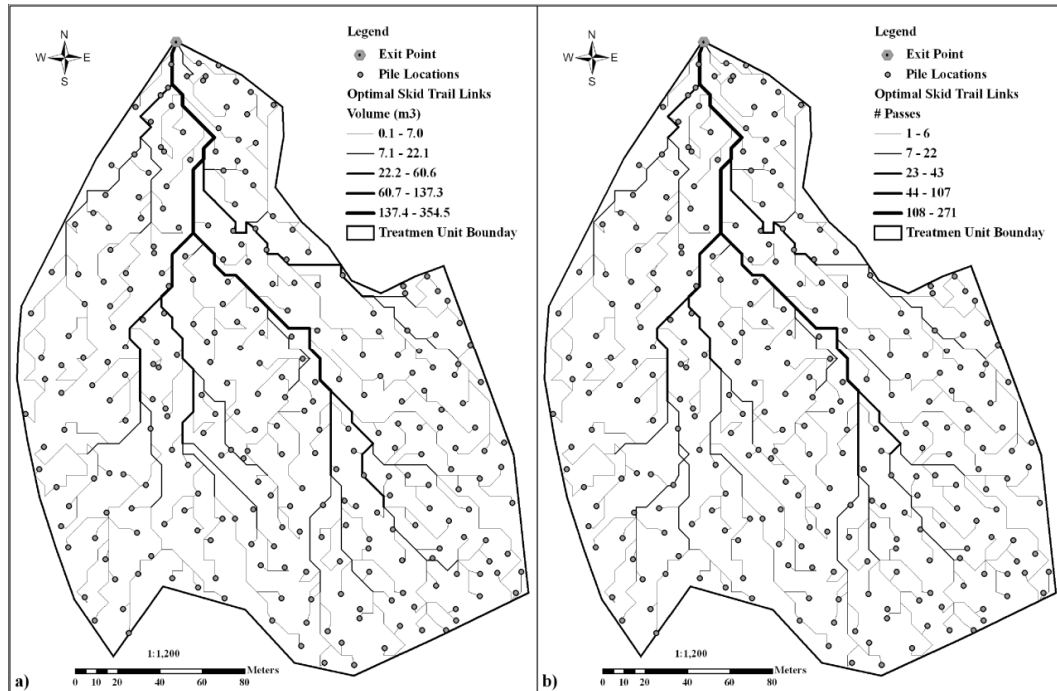 N
W E
S
Legend
Exit Point
Pile Locations
Optimal Skid Trail Links
Volume (m3)
0.1 - 7.0
7.1 - 22.1
22.2 - 60.6
60.7 - 137.3
137.4 - 354.5
Treatmen Unit Bounday
1:1,200
Meters
0 10 20 40 60 80
a)
N
W E
S
Legend
Exit Point
Pile Locations
Optimal Skid Trail Links
# Passes
1 - 6
7 - 22
23 - 43
44 - 107
108 - 271
Treatmen Unit Bounday
1:1,200
Meters
0 10 20 40 60 80
b)